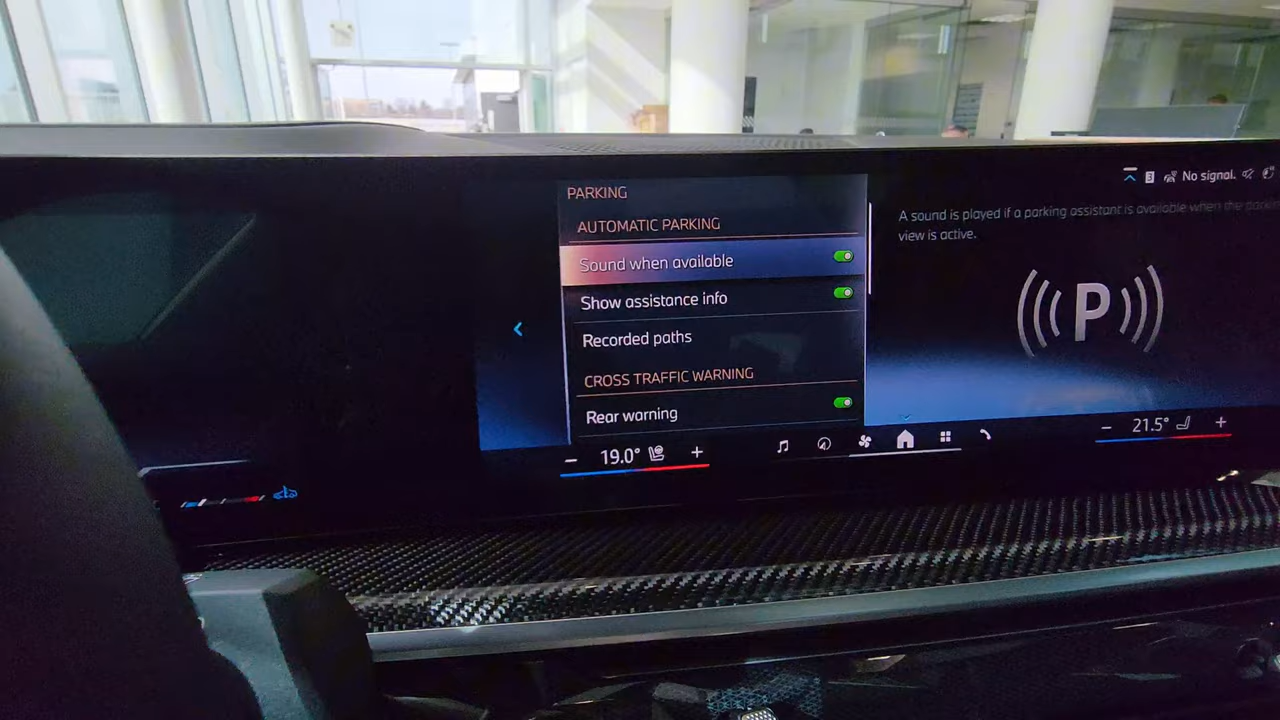 PARKING
AUTOMATIC PARKING
Sound when available
Show assistance info
Recorded paths
CROSS TRAFFIC WARNING
Rear warning
3 No signal.
A sound is played if a parking assistant is available when the parking
view is active.
P
− 19.0° +
− 21.5° +